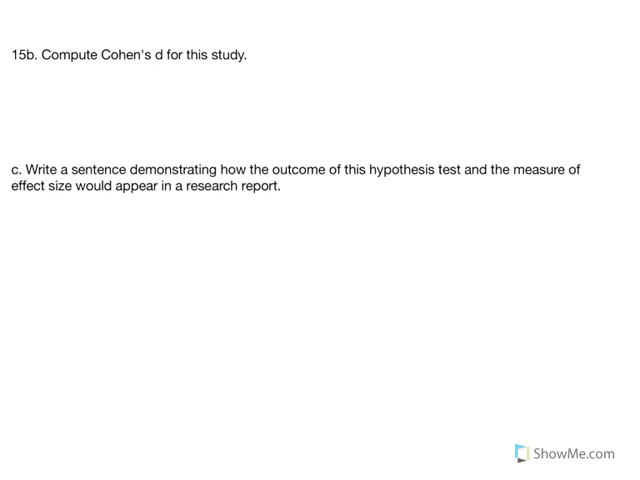 15b. Compute Cohen's d for this study.
c. Write a sentence demonstrating how the outcome of this hypothesis test and the measure of
effect size would appear in a research report.
ShowMe.com